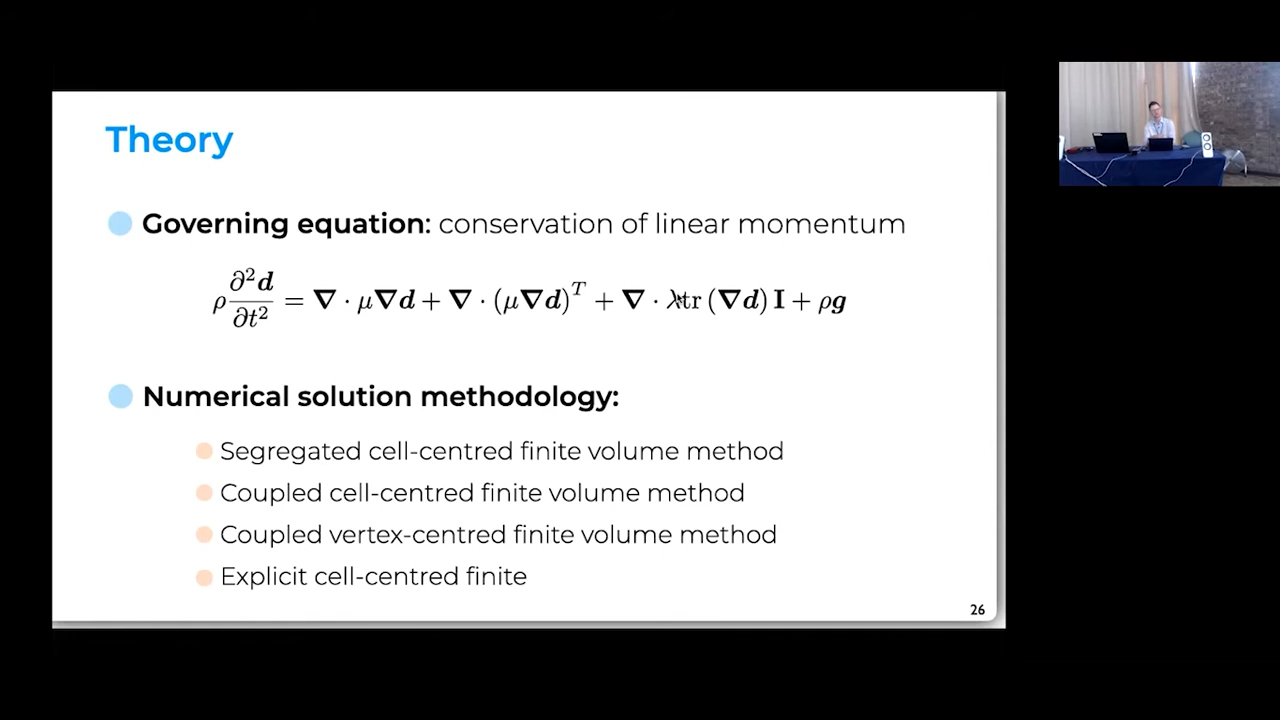 Theory
Governing equation: conservation of linear momentum
ρ ∂²d/∂t² = ∇ · μ∇d + ∇ · (μ∇d)ᵀ + ∇ · λtr (∇d) I + ρg
Numerical solution methodology:
Segregated cell-centred finite volume method
Coupled cell-centred finite volume method
Coupled vertex-centred finite volume method
Explicit cell-centred finite
26